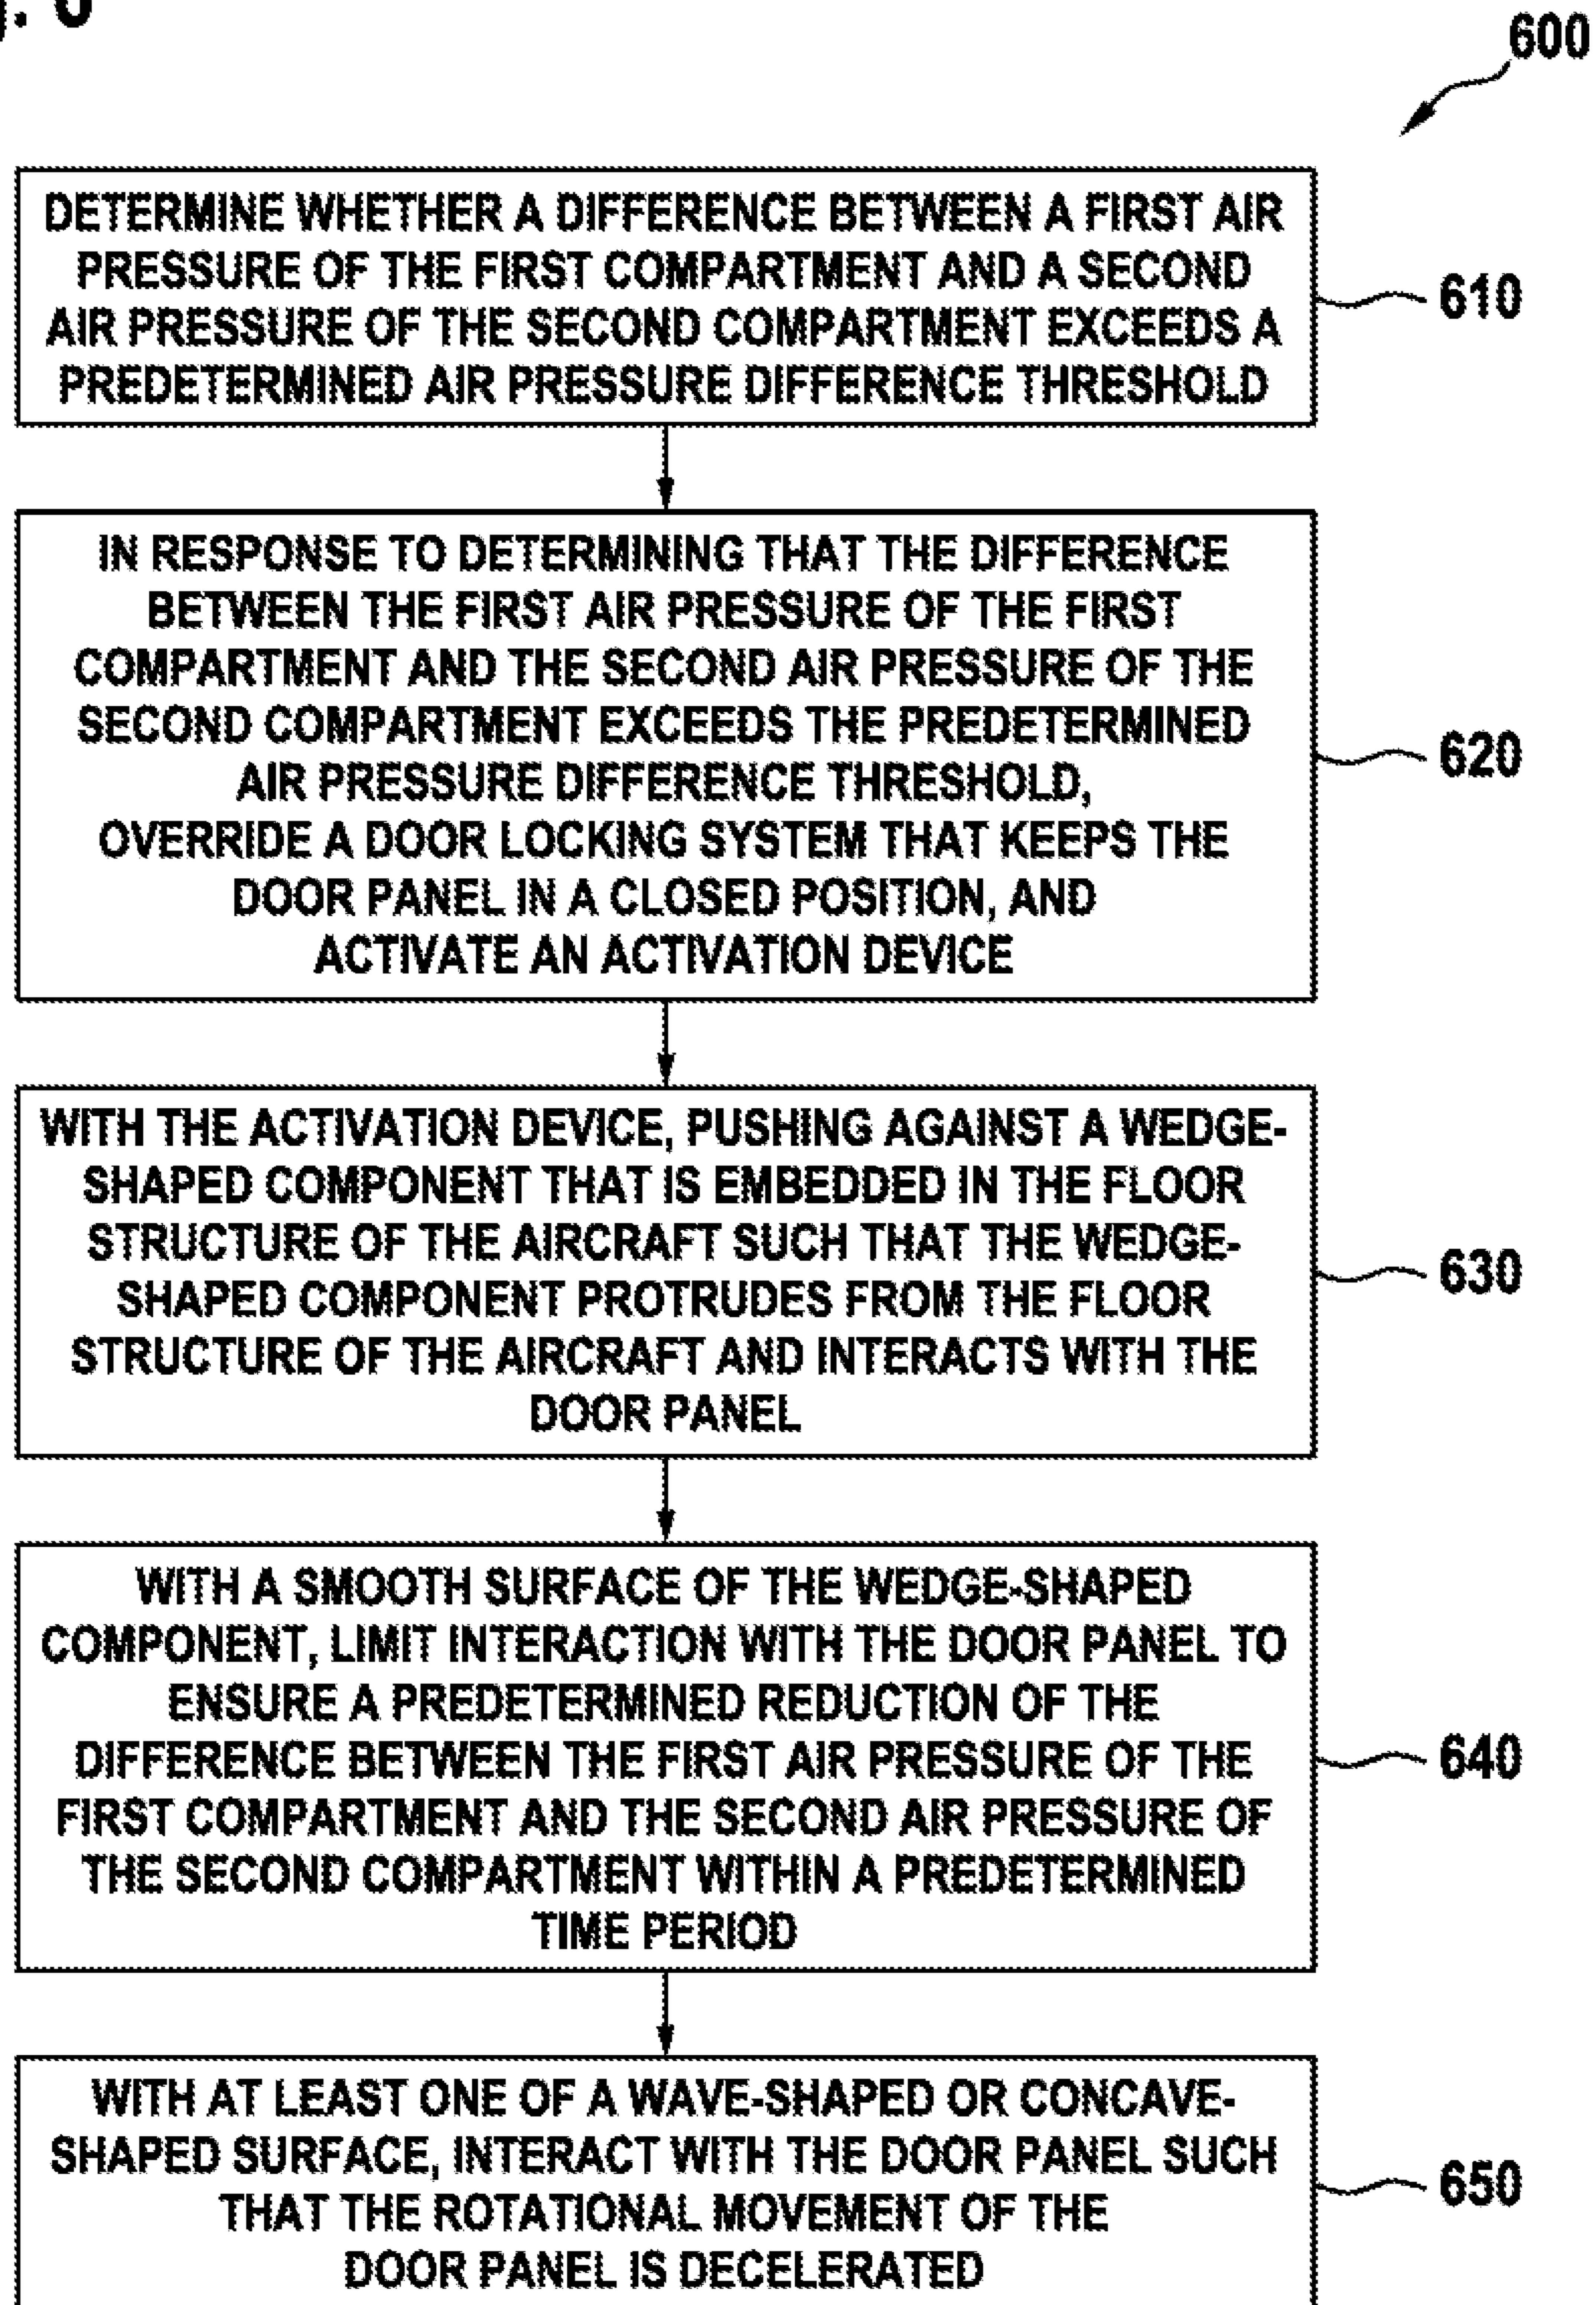 g. 6
600
DETERMINE WHETHER A DIFFERENCE BETWEEN A FIRST AIR
PRESSURE OF THE FIRST COMPARTMENT AND A SECOND
AIR PRESSURE OF THE SECOND COMPARTMENT EXCEEDS A
PREDETERMINED AIR PRESSURE DIFFERENCE THRESHOLD
610
IN RESPONSE TO DETERMINING THAT THE DIFFERENCE
BETWEEN THE FIRST AIR PRESSURE OF THE FIRST
COMPARTMENT AND THE SECOND AIR PRESSURE OF THE
SECOND COMPARTMENT EXCEEDS THE PREDETERMINED
AIR PRESSURE DIFFERENCE THRESHOLD,
OVERRIDE A DOOR LOCKING SYSTEM THAT KEEPS THE
DOOR PANEL IN A CLOSED POSITION, AND
ACTIVATE AN ACTIVATION DEVICE
620
WITH THE ACTIVATION DEVICE, PUSHING AGAINST A WEDGE-
SHAPED COMPONENT THAT IS EMBEDDED IN THE FLOOR
STRUCTURE OF THE AIRCRAFT SUCH THAT THE WEDGE-
SHAPED COMPONENT PROTRUDES FROM THE FLOOR
STRUCTURE OF THE AIRCRAFT AND INTERACTS WITH THE
DOOR PANEL
630
WITH A SMOOTH SURFACE OF THE WEDGE-SHAPED
COMPONENT, LIMIT INTERACTION WITH THE DOOR PANEL TO
ENSURE A PREDETERMINED REDUCTION OF THE
DIFFERENCE BETWEEN THE FIRST AIR PRESSURE OF THE
FIRST COMPARTMENT AND THE SECOND AIR PRESSURE OF
THE SECOND COMPARTMENT WITHIN A PREDETERMINED
TIME PERIOD
640
WITH AT LEAST ONE OF A WAVE-SHAPED OR CONCAVE-
SHAPED SURFACE, INTERACT WITH THE DOOR PANEL SUCH
THAT THE ROTATIONAL MOVEMENT OF THE
DOOR PANEL IS DECELERATED
650